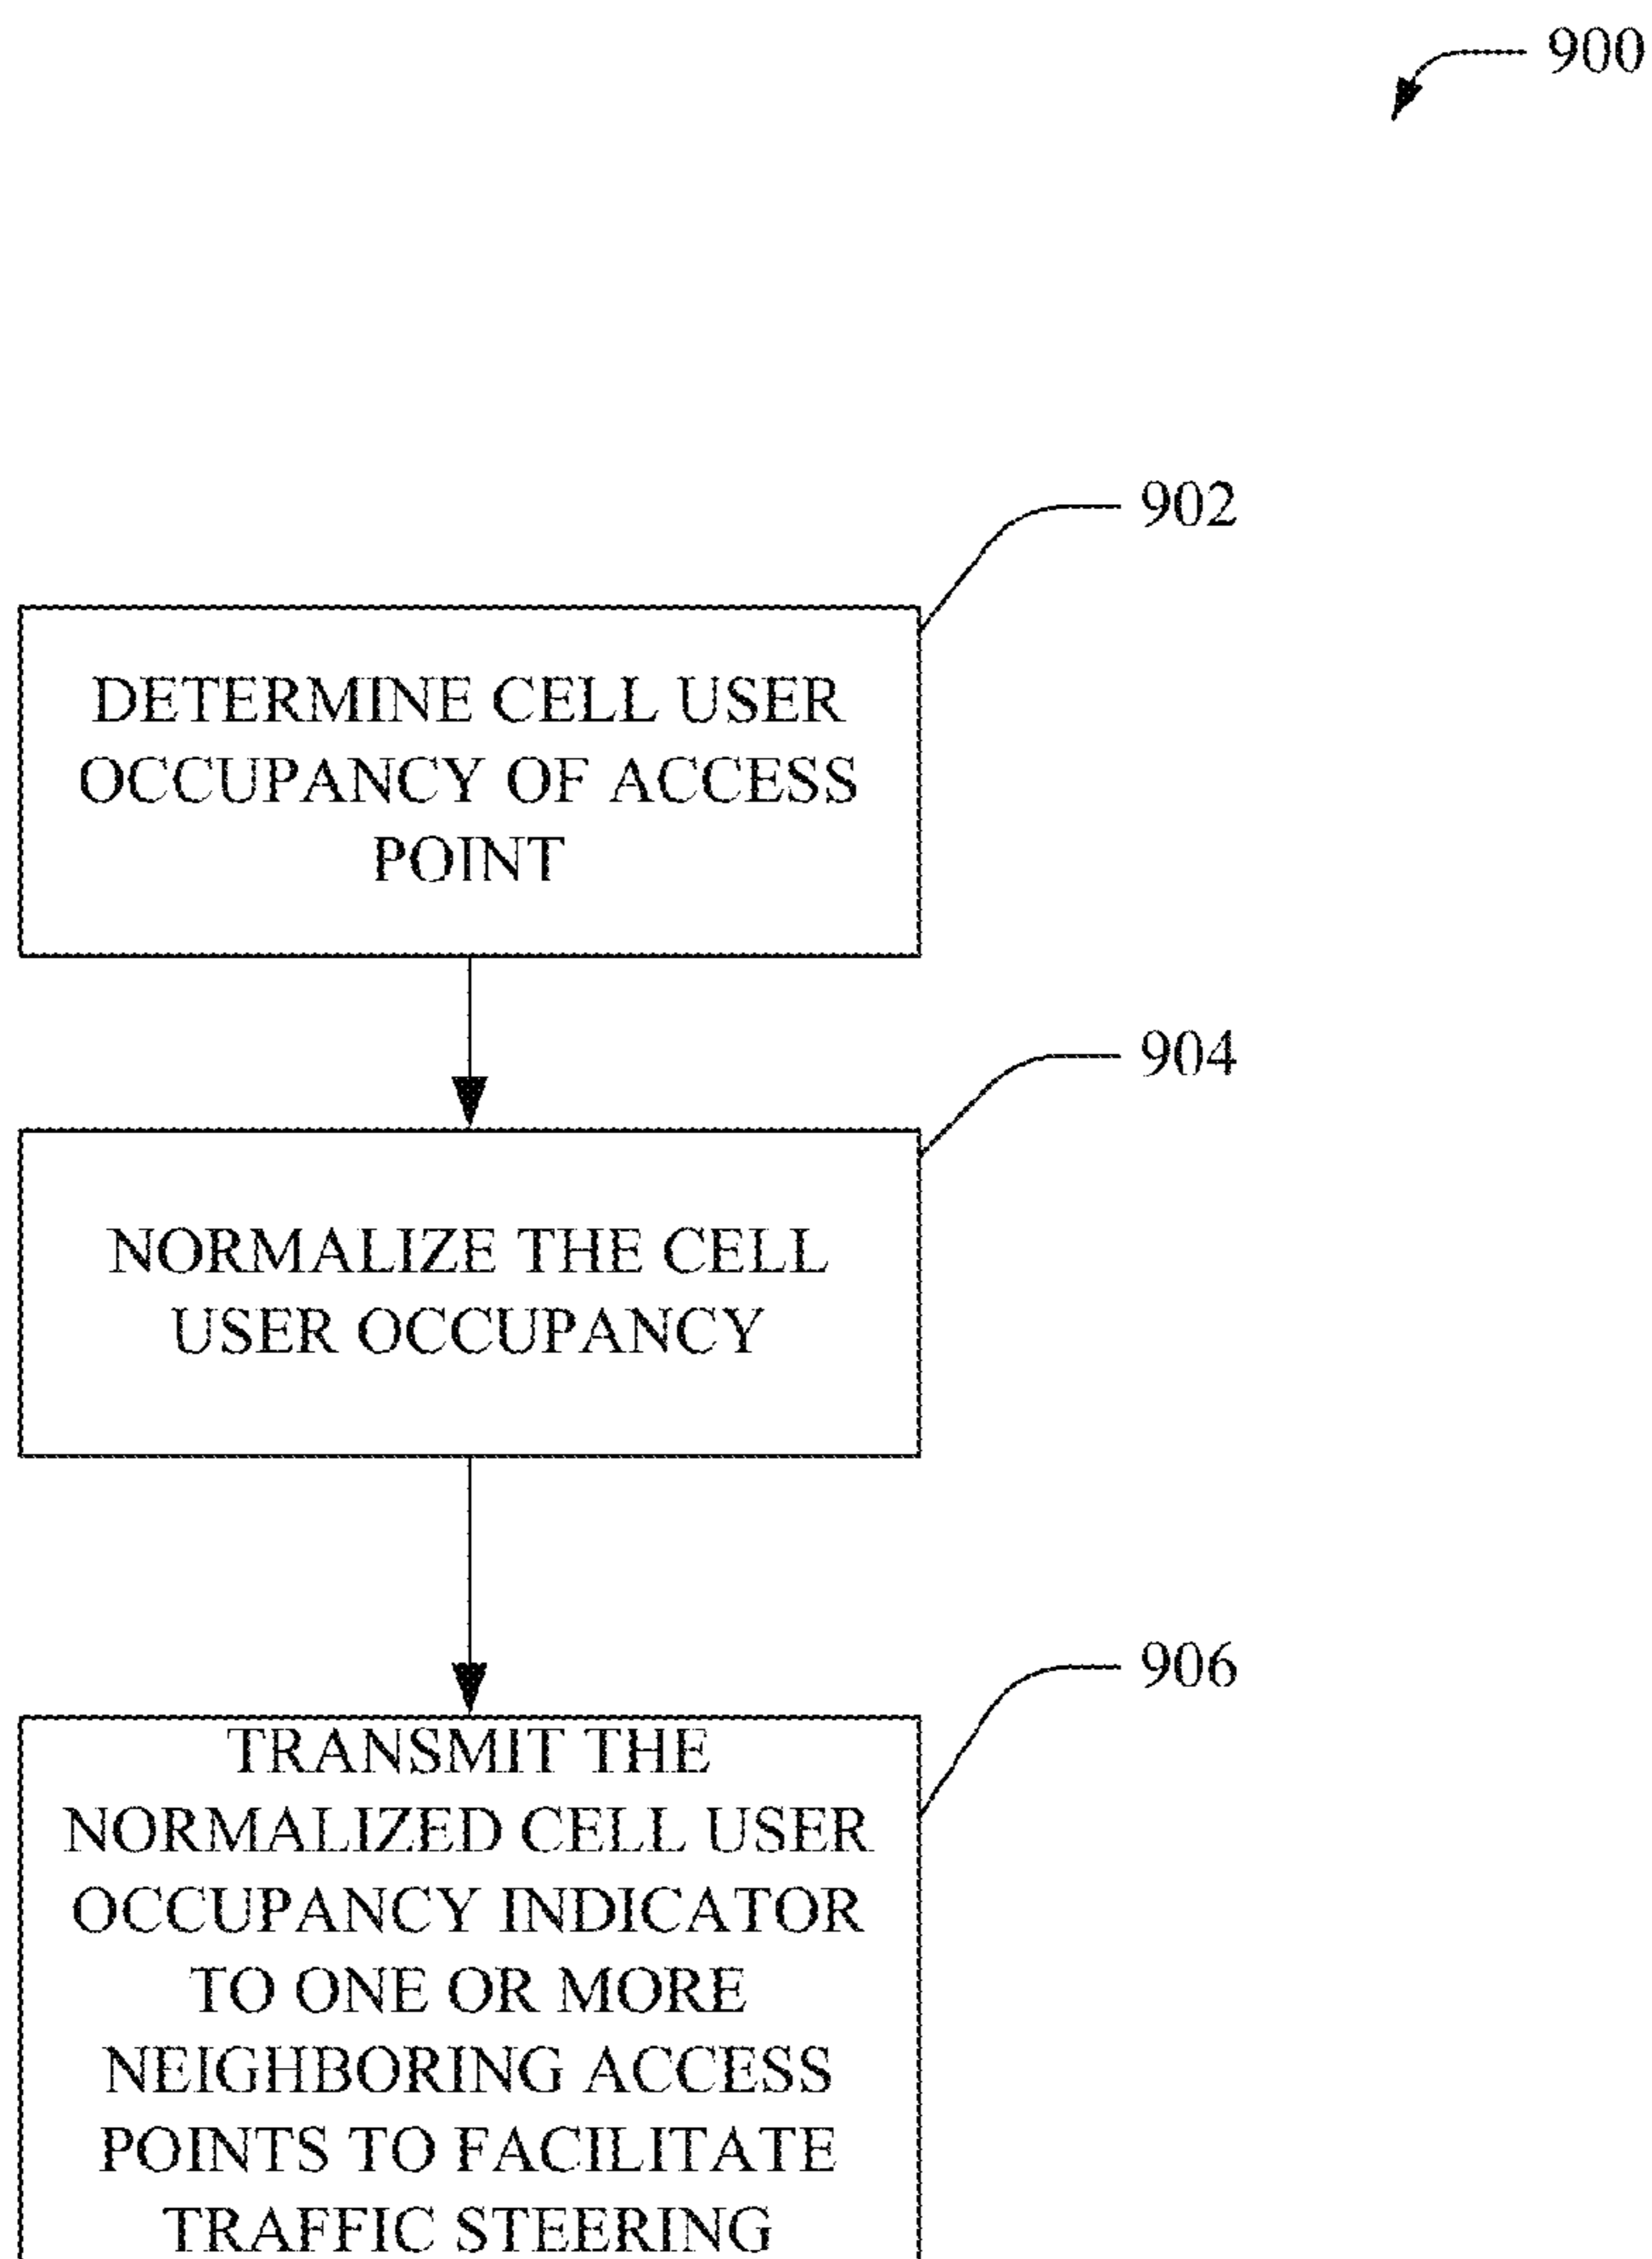 900
902
DETERMINE CELL USER
OCCUPANCY OF ACCESS
POINT
904
NORMALIZE THE CELL
USER OCCUPANCY
906
TRANSMIT THE
NORMALIZED CELL USER
OCCUPANCY INDICATOR
TO ONE OR MORE
NEIGHBORING ACCESS
POINTS TO FACILITATE
TRAFFIC STEERING